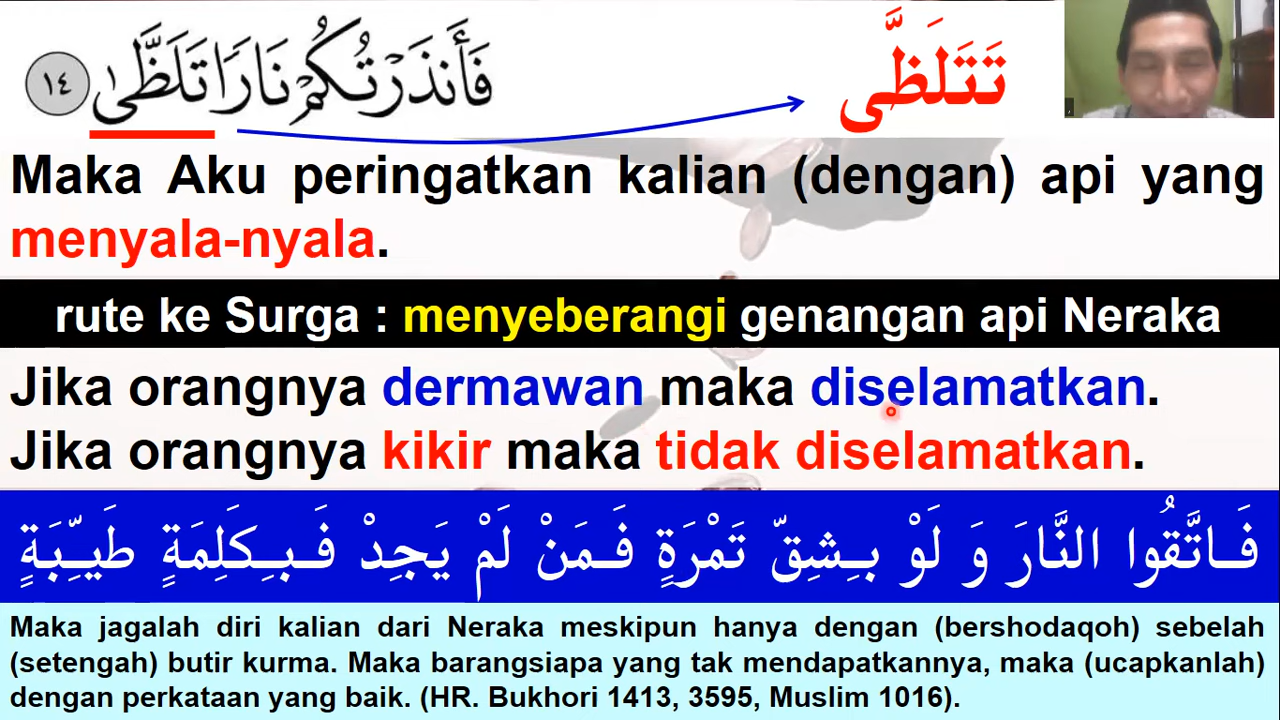 فَأَنذَرْتُكُمْ نَارًا تَلَظَّىٰ ١٤
تَتَلَظَّى
Maka Aku peringatkan kalian (dengan) api yang
menyala-nyala.
rute ke Surga : menyeberangi genangan api Neraka
Jika orangnya dermawan maka diselamatkan.
Jika orangnya kikir maka tidak diselamatkan.
فَاتَّقُوا النَّارَ وَ لَوْ بِشِقِّ تَمْرَةٍ فَمَنْ لَمْ يَجِدْ فَبِكَلِمَةٍ طَيِّبَةٍ
Maka jagalah diri kalian dari Neraka meskipun hanya dengan (bershodaqoh) sebelah
(setengah) butir kurma. Maka barangsiapa yang tak mendapatkannya, maka (ucapkanlah)
dengan perkataan yang baik. (HR. Bukhori 1413, 3595, Muslim 1016).